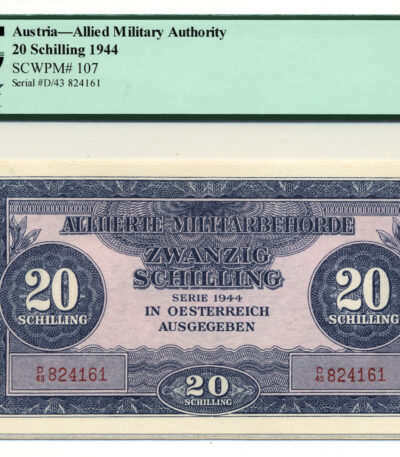 Austria—Allied Military Authority
20 Schilling 1944
SCWPM# 107
Serial #D/43 824161
ALLIIERTE MILITÄRBEHÖRDE
ZWANZIG
SCHILLING
SERIE 1944
IN OESTERREICH
AUSGEGEBEN
20
SCHILLING
20
SCHILLING
D/43 824161
D/43 824161
20
SCHILLING